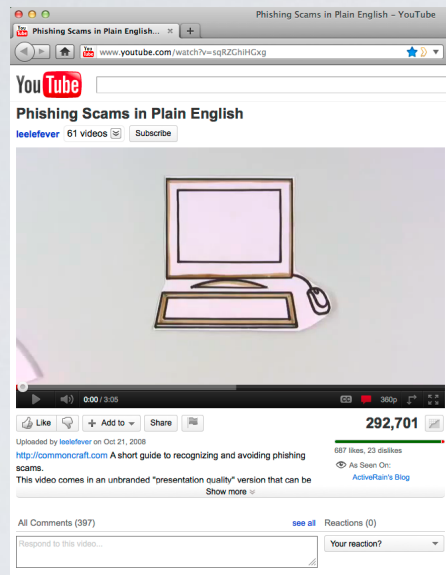 Phishing Scams in Plain English – YouTube
Phishing Scams in Plain English...
www.youtube.com/watch?v=sqRZGhiHGxg
You Tube
Phishing Scams in Plain English
leelefever 61 videos Subscribe
0:00 / 3:05 CC 360p
Like Add to Share 292,701
Uploaded by leelefever on Oct 21, 2008
687 likes, 23 dislikes
http://commoncraft.com A short guide to recognizing and avoiding phishing
scams.
As Seen On:
ActiveRain's Blog
This video comes in an unbranded "presentation quality" version that can be
Show more
All Comments (397) see all Reactions (0)
Respond to this video... Your reaction?